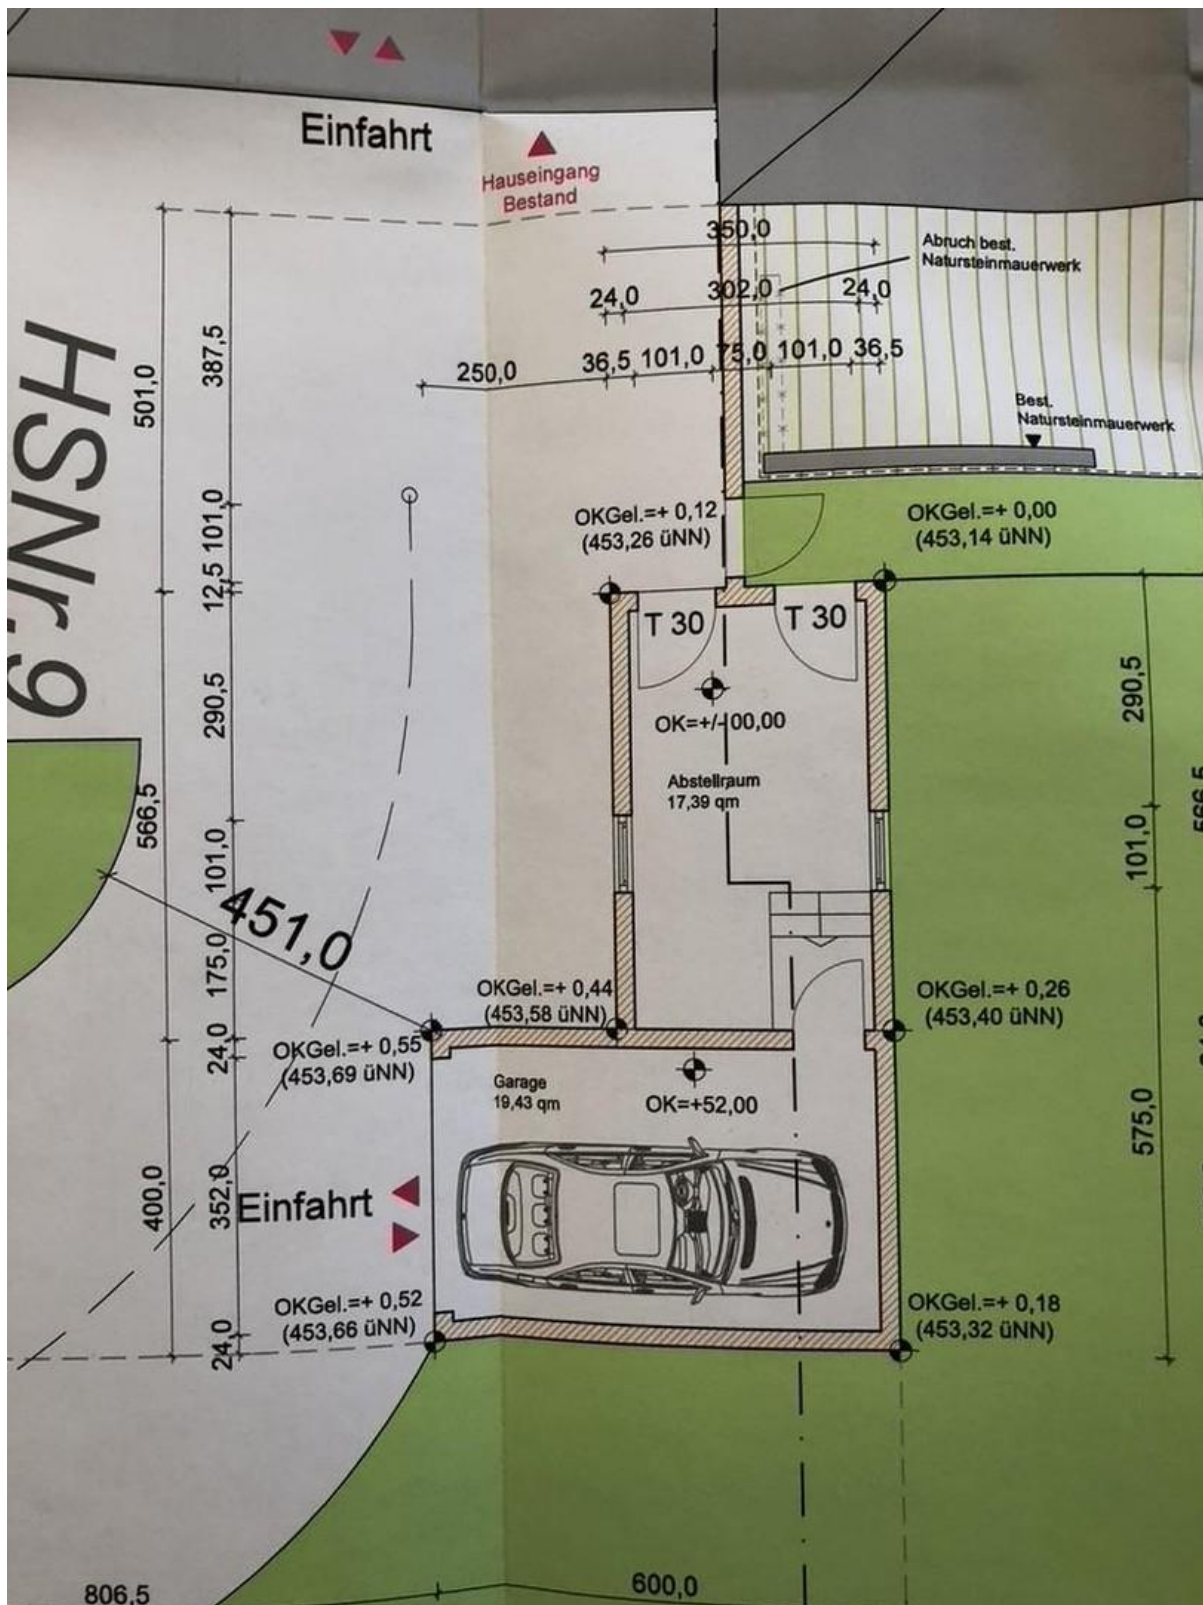 Einfahrt
Hauseingang
Bestand
350,0
Abruch best.
Natursteinmauerwerk
24,0
302,0
24,0
36,5
101,0
75,0
101,0
36,5
250,0
Best.
Natursteinmauerwerk
HSNr.9
501,0
387,5
101,0
12,5
OKGel.=+ 0,12
(453,26 üNN)
OKGel.=+ 0,00
(453,14 üNN)
T 30
T 30
OK=+/-00,00
Abstellraum
17,39 qm
290,5
566,5
101,0
175,0
24,0
451,0
290,5
101,0
566,5
575,0
OKGel.=+ 0,44
(453,58 üNN)
OKGel.=+ 0,26
(453,40 üNN)
OKGel.=+ 0,55
(453,69 üNN)
Garage
19,43 qm
OK=+52,00
400,0
352,0
Einfahrt
OKGel.=+ 0,52
(453,66 üNN)
OKGel.=+ 0,18
(453,32 üNN)
24,0
806,5
600,0